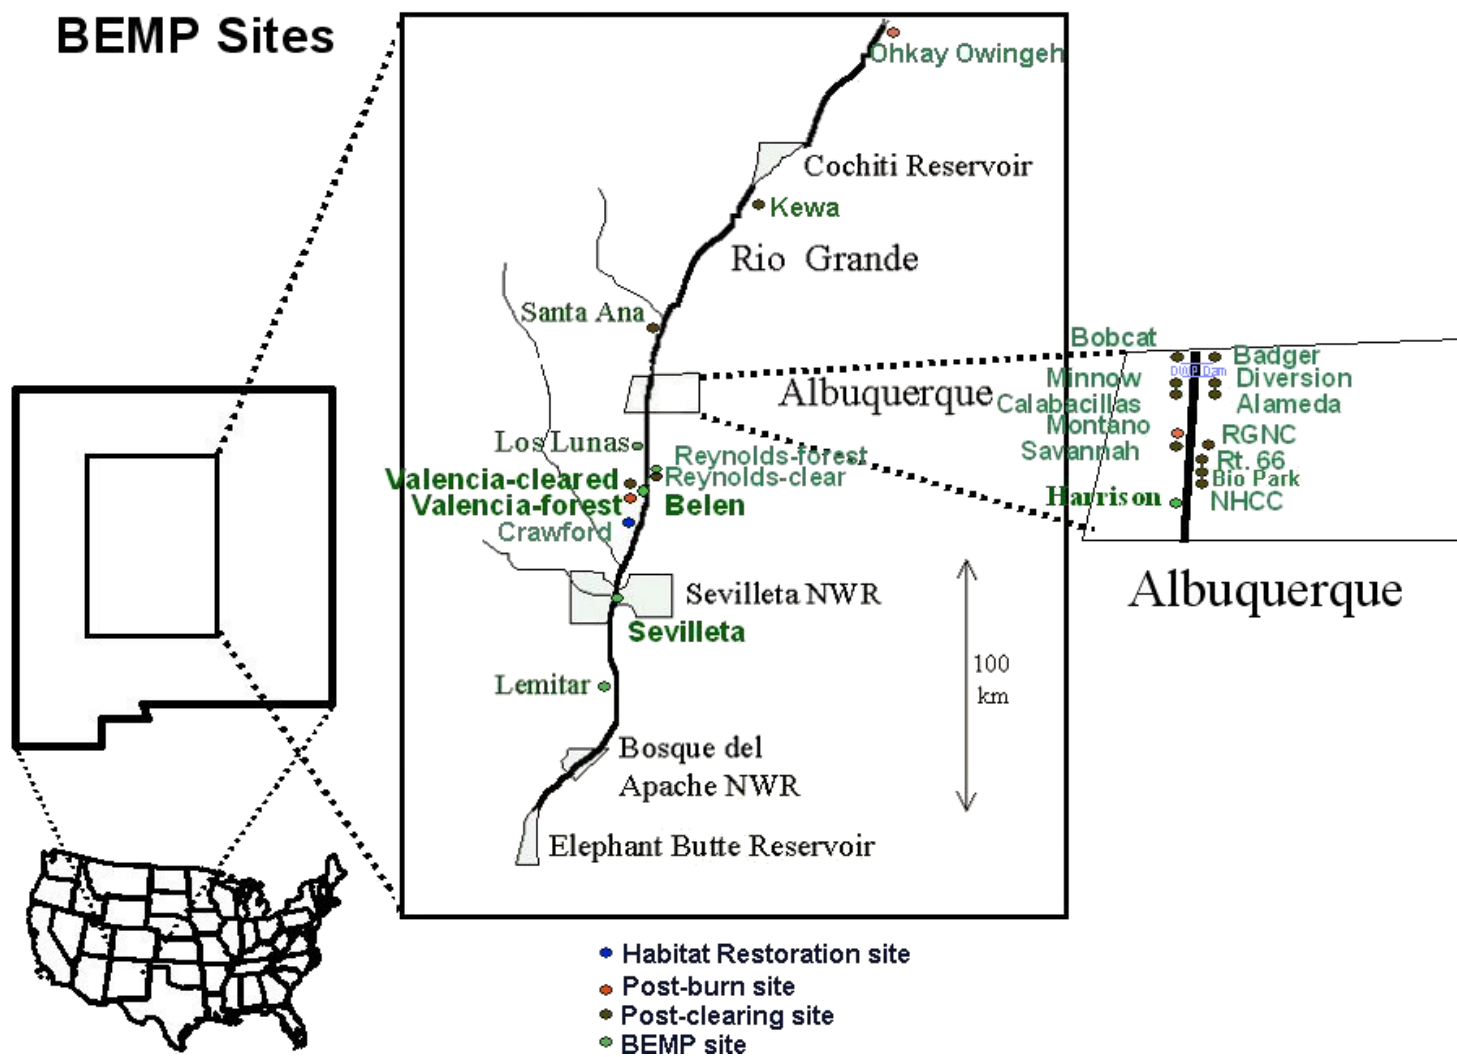 BEMP Sites
Ohkay Owingeh
Cochiti Reservoir
Kewa
Rio Grande
Santa Ana
Albuquerque
Los Lunas
Reynolds-forest
Valencia-cleared
Reynolds-clear
Valencia-forest
Belen
Crawford
Sevilleta NWR
Sevilleta
Lemitar
100
km
Bosque del
Apache NWR
Elephant Butte Reservoir
Bobcat
Badger
Dam
Minnow
Diversion
Calabacillas
Alameda
Montano
RGNC
Savannah
Rt. 66
Bio Park
Harrison
NHCC
Albuquerque
Habitat Restoration site
Post-burn site
Post-clearing site
BEMP site